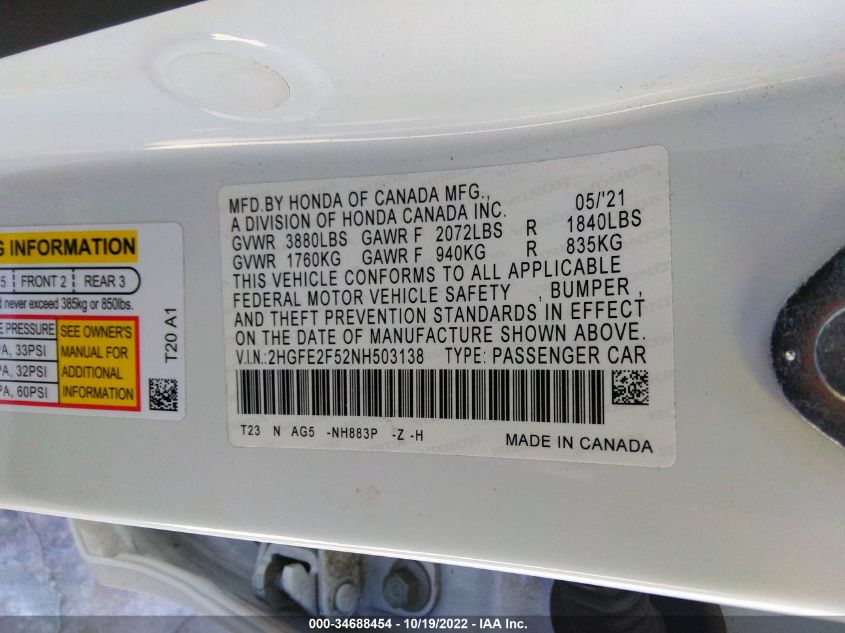 MFD.BY HONDA OF CANADA MFG., 05/'21
A DIVISION OF HONDA CANADA INC.
GVWR 3880LBS GAWR F 2072LBS R 1840LBS
GVWR 1760KG GAWR F 940KG R 835KG
THIS VEHICLE CONFORMS TO ALL APPLICABLE
FEDERAL MOTOR VEHICLE SAFETY , BUMPER ,
AND THEFT PREVENTION STANDARDS IN EFFECT
ON THE DATE OF MANUFACTURE SHOWN ABOVE.
V.I.N.:2HGFE2F52NH503138 TYPE: PASSENGER CAR
T23 N AG5 -NH883P -Z -H MADE IN CANADA
G INFORMATION
5 FRONT 2 REAR 3
never exceed 385kg or 850lbs.
E PRESSURE
PA, 33PSI
PA, 32PSI
PA, 60PSI
SEE OWNER'S
MANUAL FOR
ADDITIONAL
INFORMATION
T20 A1
000-34688454 - 10/19/2022 - IAA Inc.